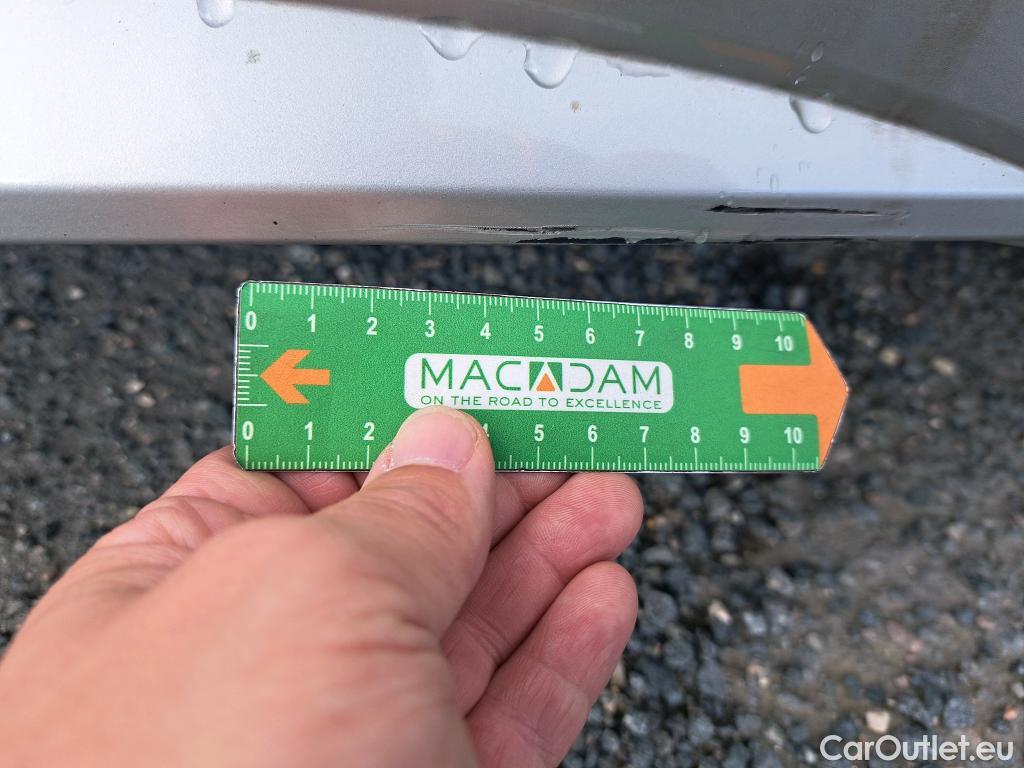 0 1 2 3 4 5 6 7 8 9 10
MACADAM
ON THE ROAD TO EXCELLENCE
0 1 2 4 5 6 7 8 9 10
CarOutlet.eu